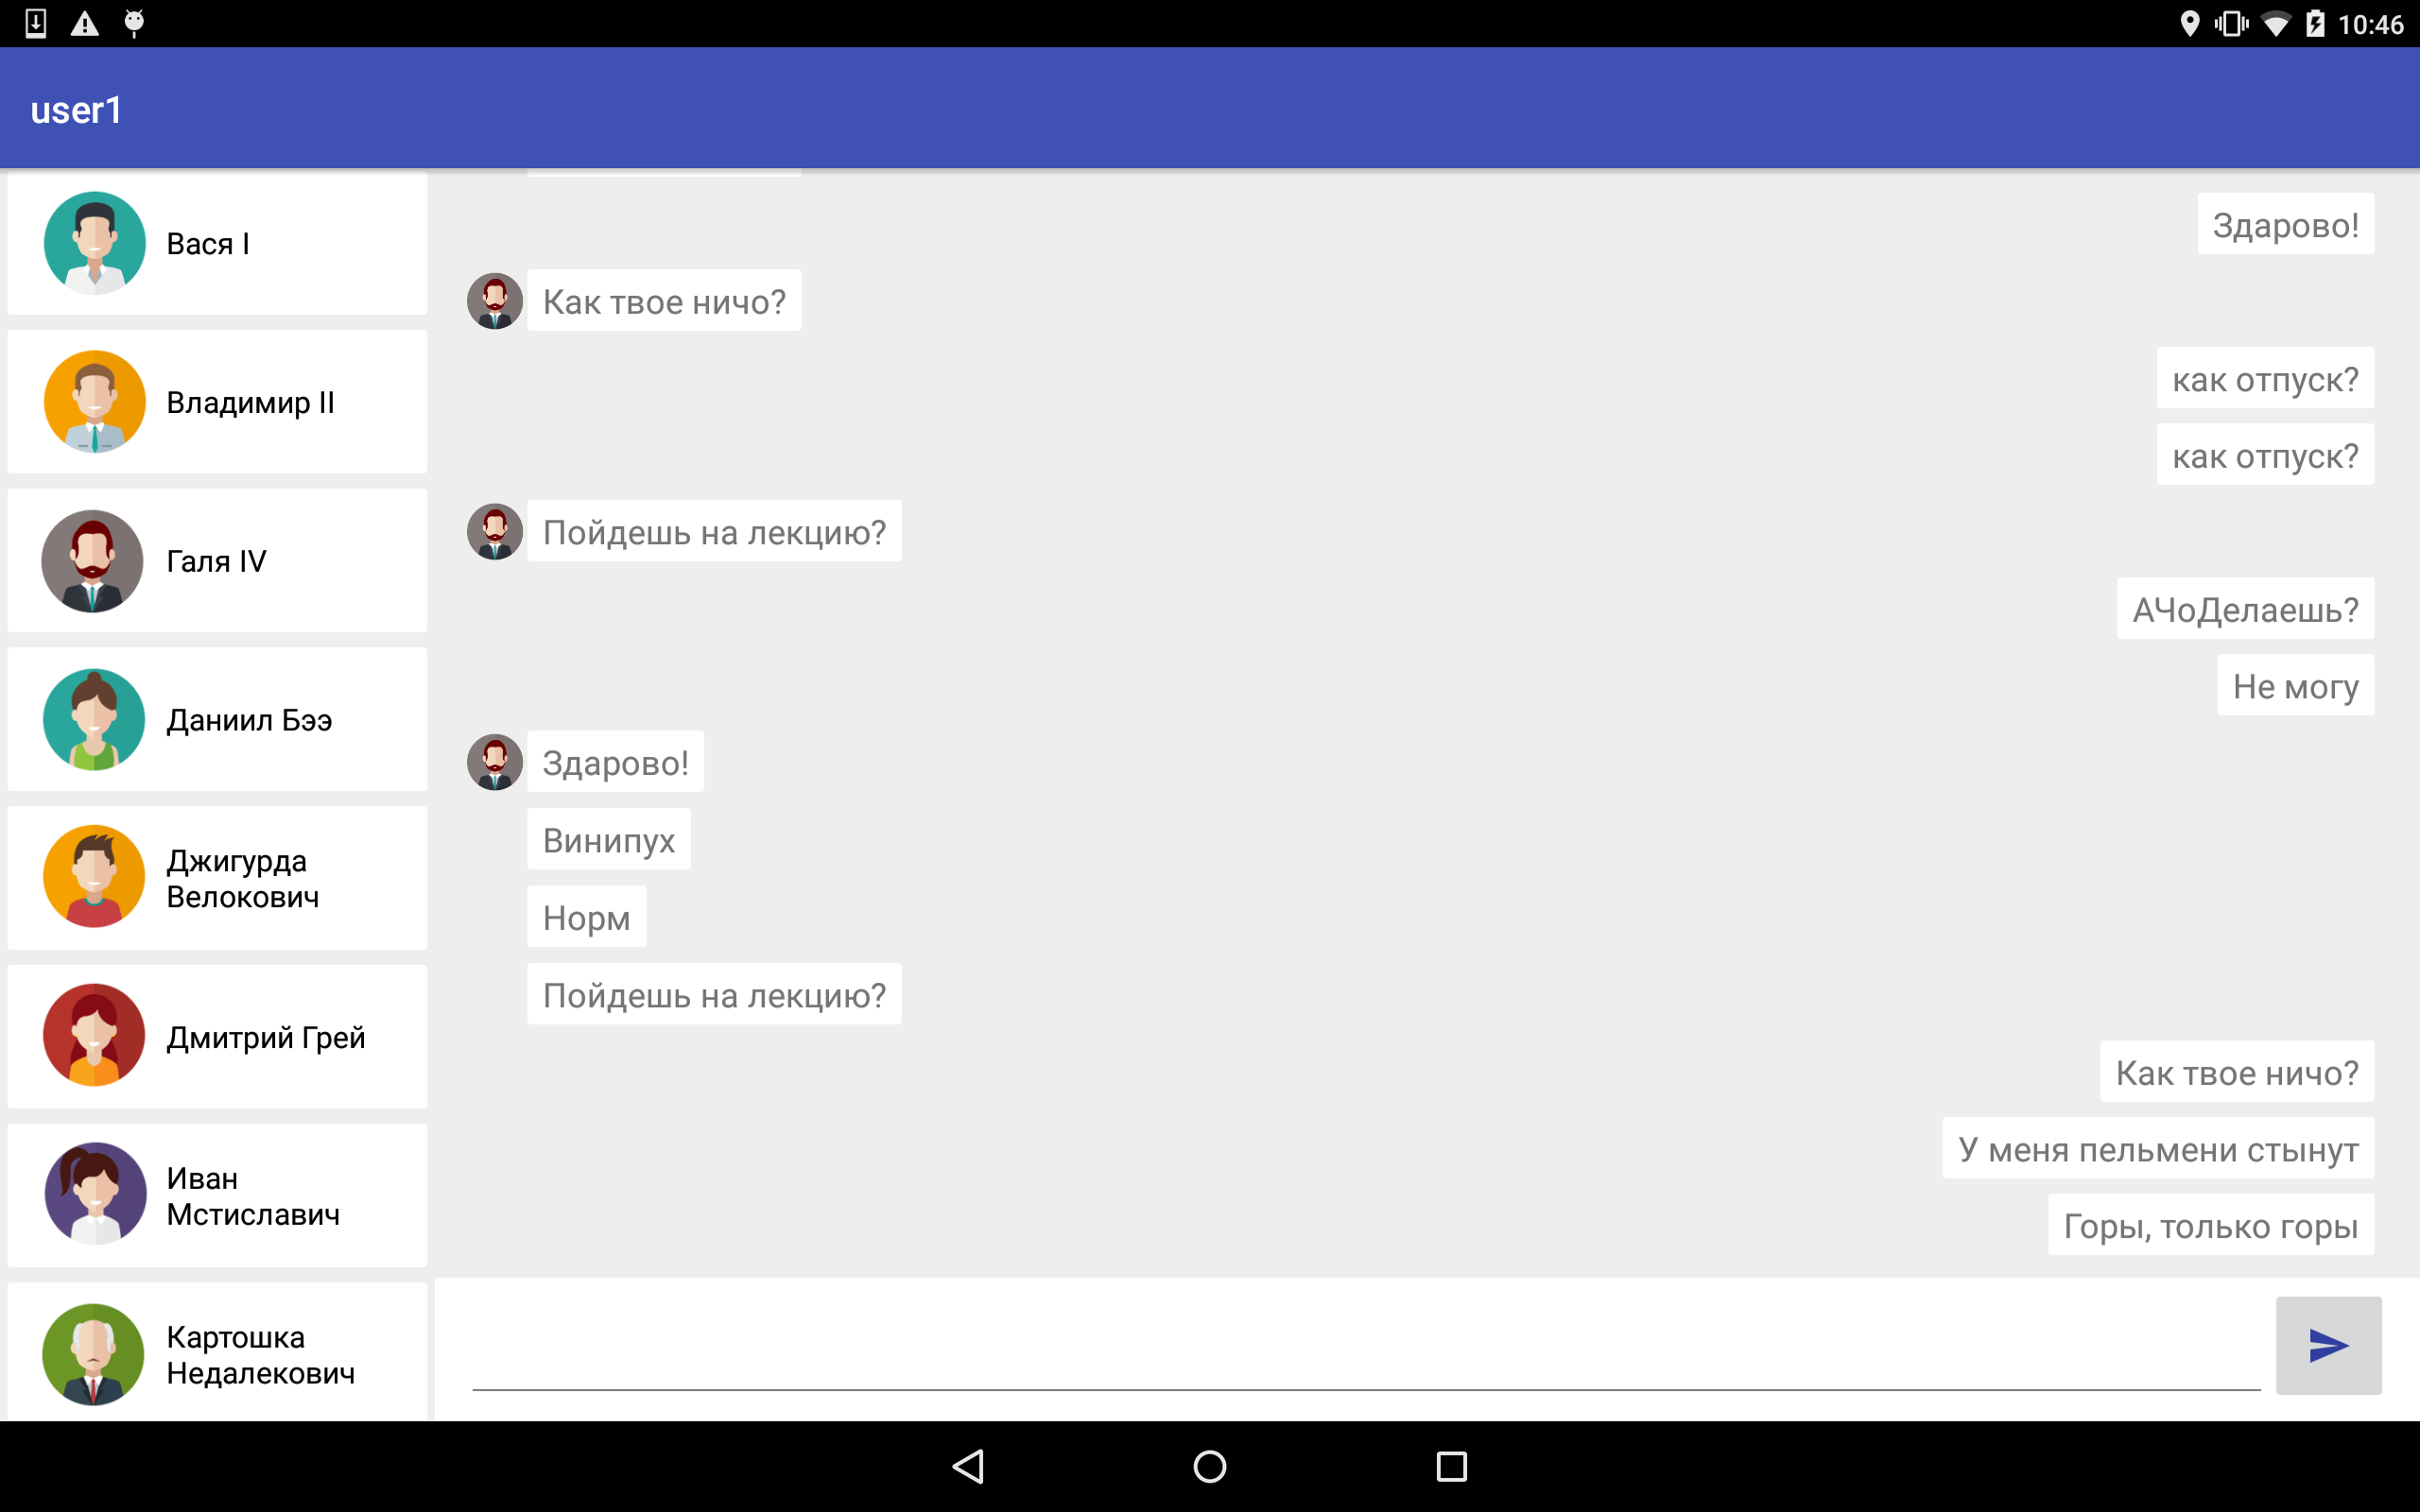 10:46
user1
Вася I
Владимир II
Галя IV
Даниил Бээ
Джигурда
Велокович
Дмитрий Грей
Иван
Мстиславич
Картошка
Недалекович
Здарово!
Как твое ничо?
как отпуск?
как отпуск?
Пойдешь на лекцию?
АЧоДелаешь?
Не могу
Здарово!
Винипух
Норм
Пойдешь на лекцию?
Как твое ничо?
У меня пельмени стынут
Горы, только горы